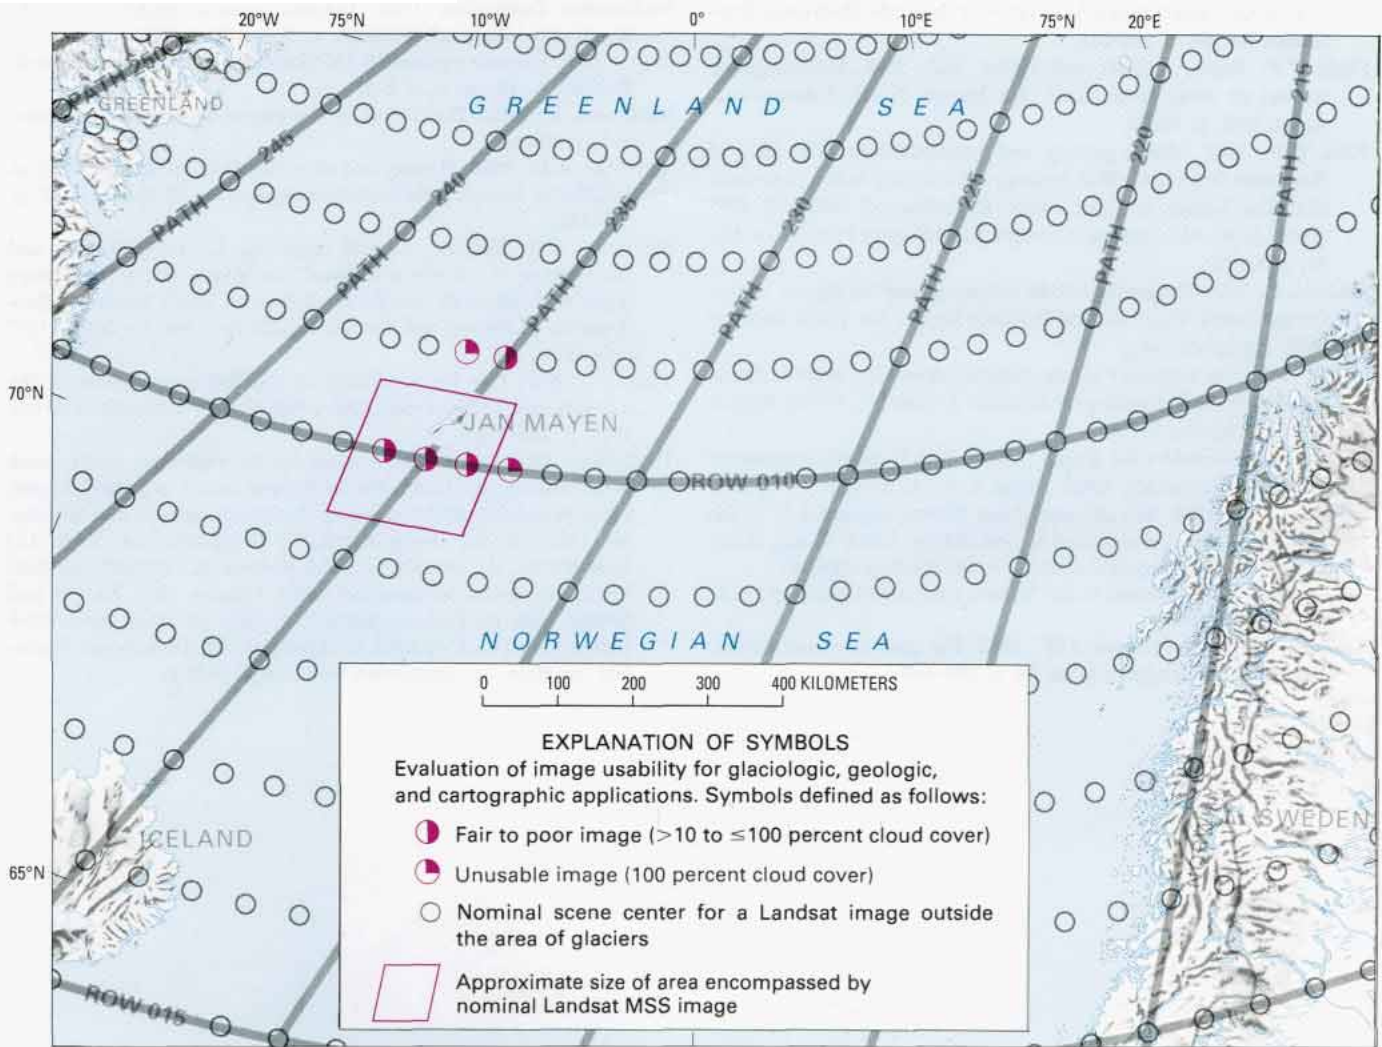 20°W 75°N 10°W 0° 10°E 75°N 20°E
PATH 250
GREENLAND
PATH 245
PATH 240
PATH 235
PATH 230
PATH 225
PATH 220
PATH 215
GREENLAND SEA
70°N
JAN MAYEN
ROW 010
NORWEGIAN SEA
0 100 200 300 400 KILOMETERS
EXPLANATION OF SYMBOLS
Evaluation of image usability for glaciologic, geologic,
and cartographic applications. Symbols defined as follows:
Fair to poor image (>10 to ≤100 percent cloud cover)
Unusable image (100 percent cloud cover)
Nominal scene center for a Landsat image outside
the area of glaciers
Approximate size of area encompassed by
nominal Landsat MSS image
ICELAND
SWEDEN
65°N
ROW 015